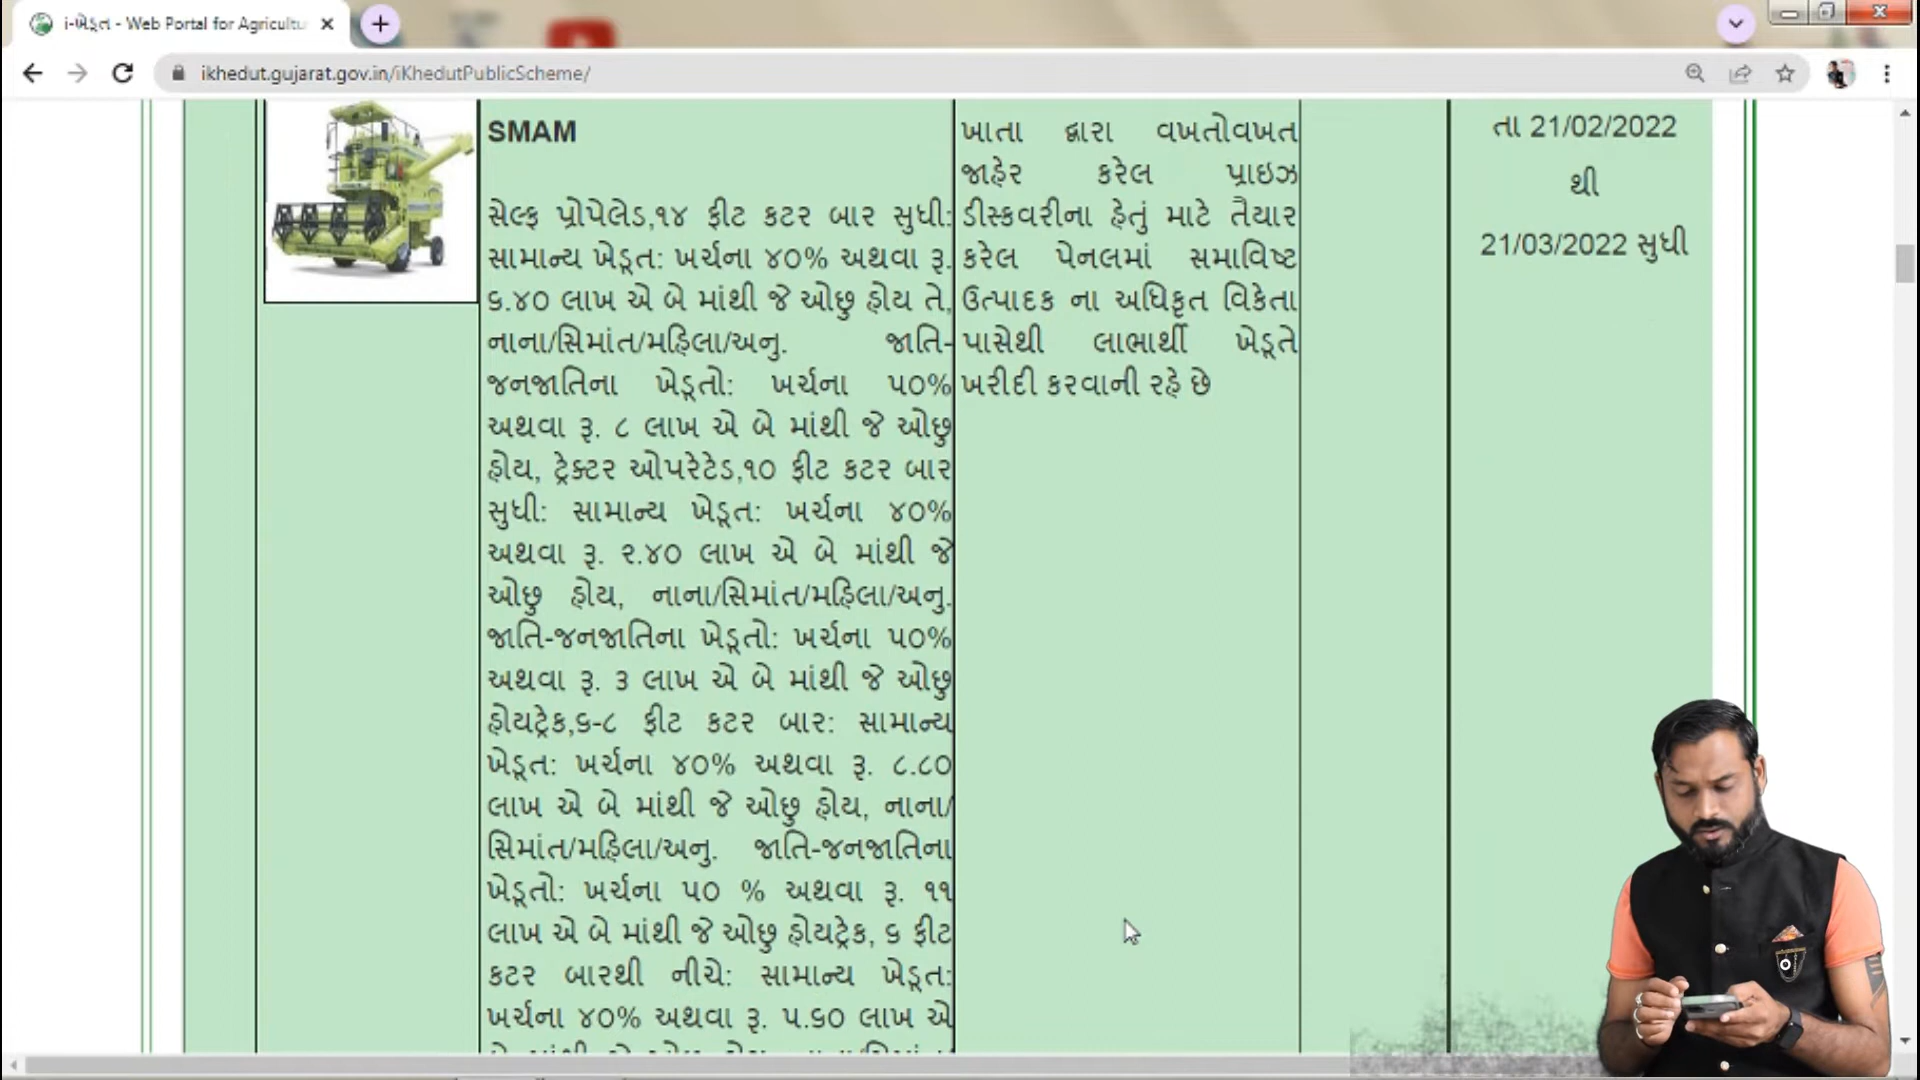 i-ખેડૂત - Web Portal for Agricultu
ikhedut.gujarat.gov.in/iKhedutPublicScheme/
SMAM
સેલ્ફ પ્રોપેલેડ,૧૪ ફીટ કટર બાર સુધી:
સામાન્ય ખેડૂત: ખર્ચના ૪૦% અથવા રૂ.
૬.૪૦ લાખ એ બે માંથી જે ઓછુ હોય તે,
નાના/સિમાંત/મહિલા/અનુ. જાતિ-
જનજાતિના ખેડૂતો: ખર્ચના ૫૦%
અથવા રૂ. ૮ લાખ એ બે માંથી જે ઓછુ
હોય, ટ્રેક્ટર ઓપરેટેડ,૧૦ ફીટ કટર બાર
સુધી: સામાન્ય ખેડૂત: ખર્ચના ૪૦%
અથવા રૂ. ૨.૪૦ લાખ એ બે માંથી જે
ઓછુ હોય, નાના/સિમાંત/મહિલા/અનુ.
જાતિ-જનજાતિના ખેડૂતો: ખર્ચના ૫૦%
અથવા રૂ. ૩ લાખ એ બે માંથી જે ઓછુ
હોયટ્રેક,૬-૮ ફીટ કટર બાર: સામાન્ય
ખેડૂત: ખર્ચના ૪૦% અથવા રૂ. ૮.૮૦
લાખ એ બે માંથી જે ઓછુ હોય, નાના/
સિમાંત/મહિલા/અનુ. જાતિ-જનજાતિના
ખેડૂતો: ખર્ચના ૫૦ % અથવા રૂ. ૧૧
લાખ એ બે માંથી જે ઓછુ હોયટ્રેક, ૬ ફીટ
કટર બારથી નીચે: સામાન્ય ખેડૂત:
ખર્ચના ૪૦% અથવા રૂ. ૫.૬૦ લાખ એ
ખાતા દ્વારા વખતોવખત
જાહેર કરેલ પ્રાઇઝ
ડીસ્કવરીના હેતું માટે તૈયાર
કરેલ પેનલમાં સમાવિષ્ટ
ઉત્પાદક ના અધિકૃત વિકેતા
પાસેથી લાભાર્થી ખેડૂતે
ખરીદી કરવાની રહે છે
તા 21/02/2022
થી
21/03/2022 સુધી